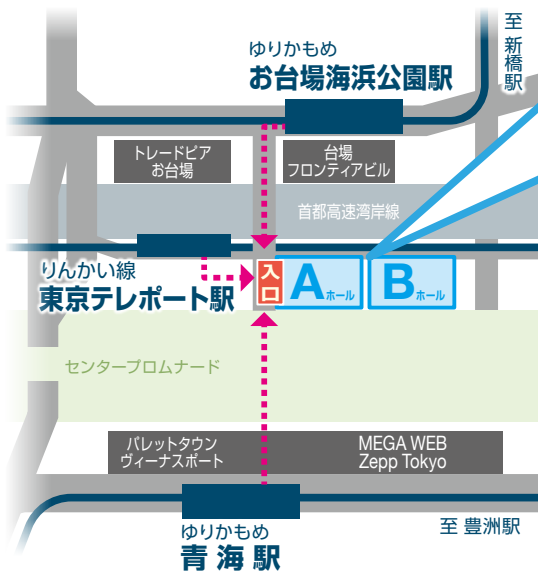 至
新橋駅
ゆりかもめ
お台場海浜公園駅
トレードピア
お台場
台場
フロンティアビル
首都高速湾岸線
りんかい線
東京テレポート駅
入口
Aホール
Bホール
センタープロムナード
パレットタウン
ヴィーナスフォート
MEGA WEB
Zepp Tokyo
ゆりかもめ
青海駅
至 豊洲駅